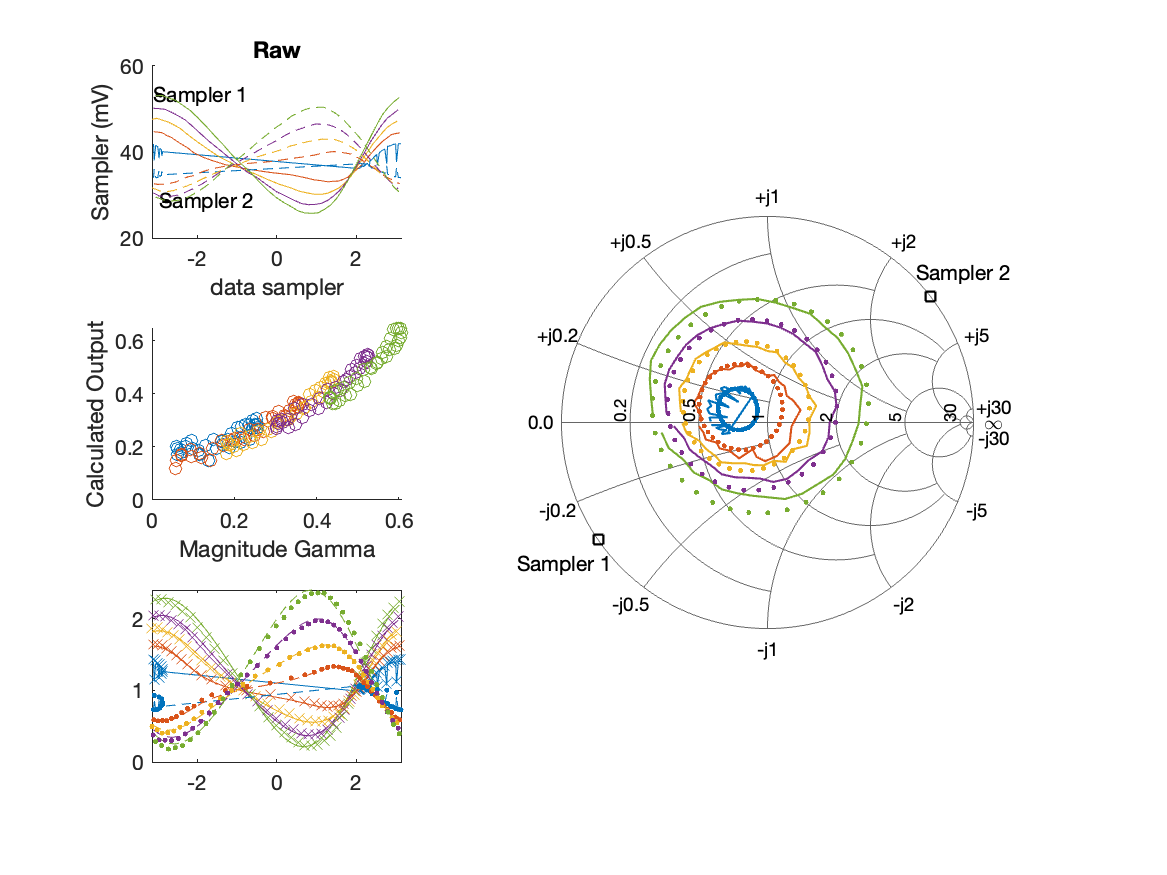 Raw
60
40
20
Sampler (mV)
Sampler 1
Sampler 2
-2 0 2
data sampler
0.6
0.4
0.2
0
Calculated Output
0 0.2 0.4 0.6
Magnitude Gamma
2
1
0
-2 0 2
+j1
+j0.5
+j2
Sampler 2
+j0.2
+j5
0.0
0.2
0.5
1
2
5
30
+j30
∞
-j30
-j0.2
-j5
Sampler 1
-j0.5
-j2
-j1